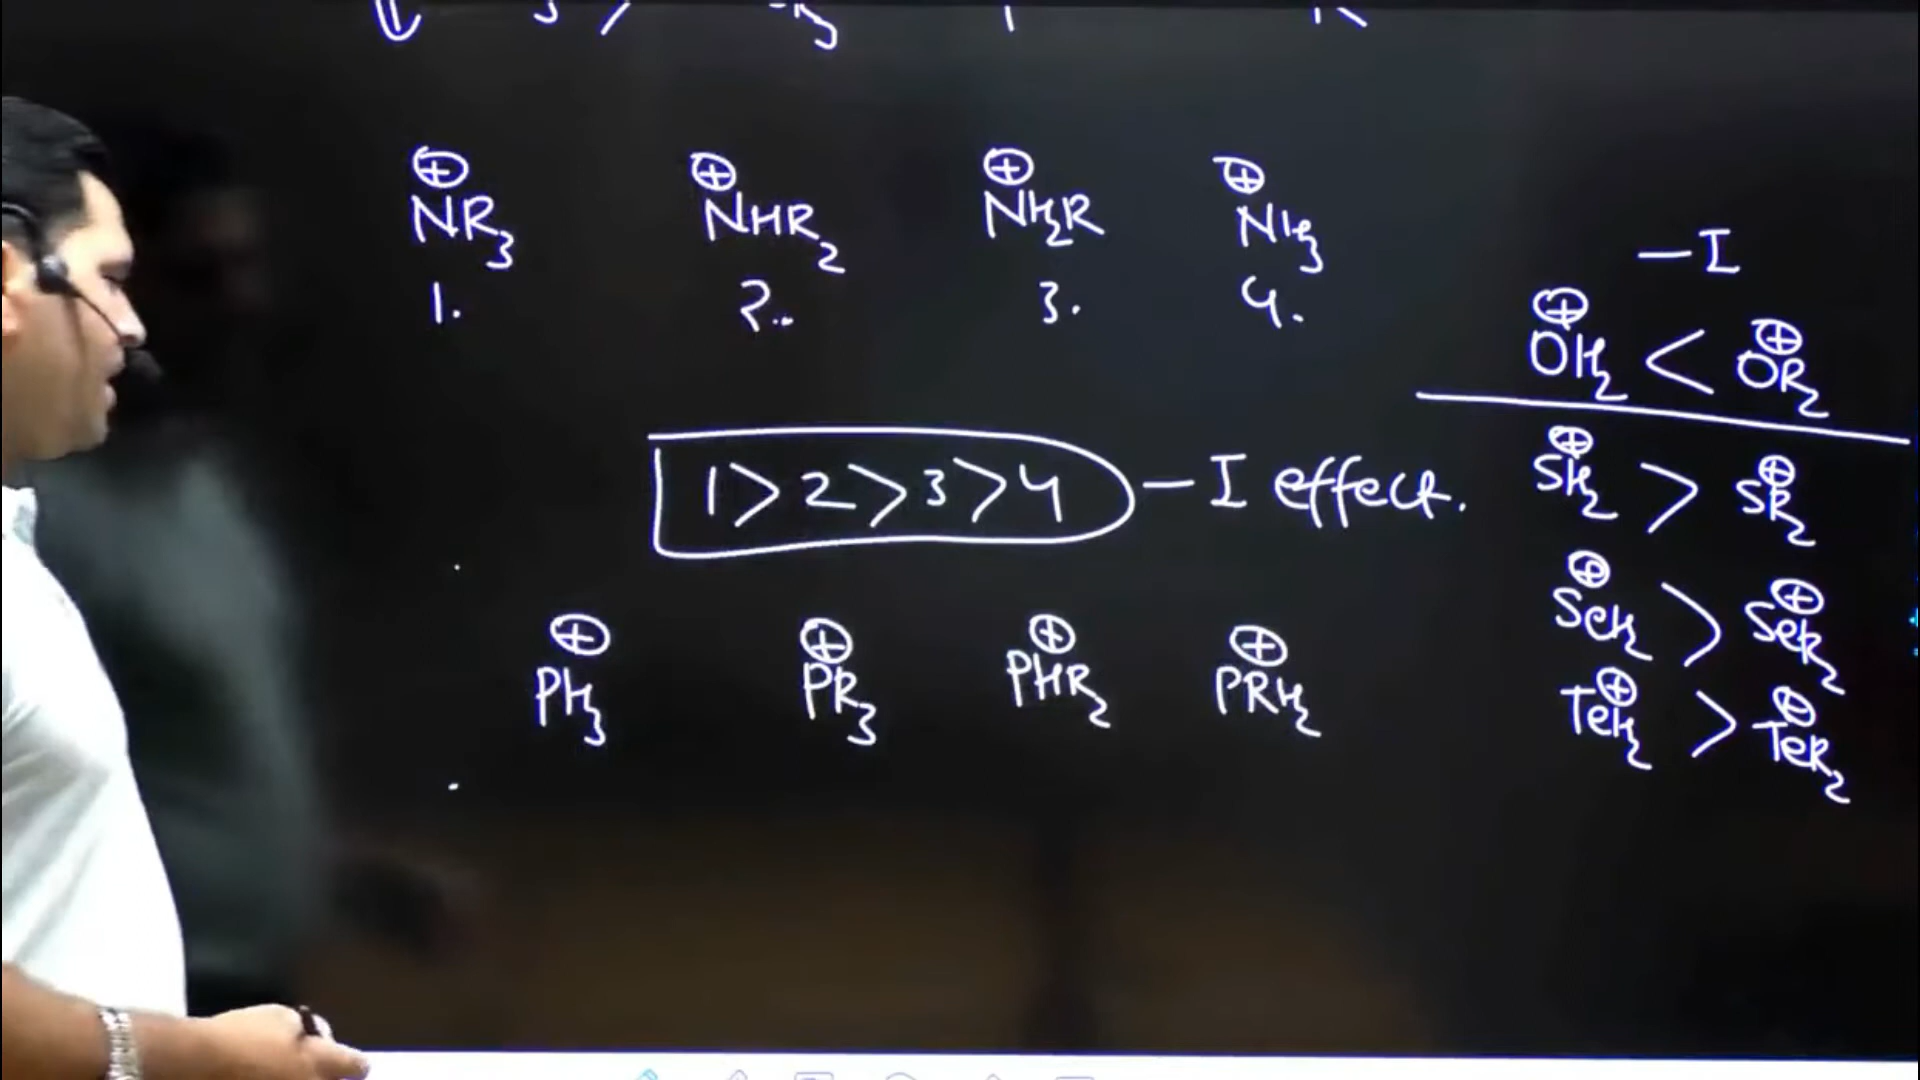 ⊕ ⊕ ⊕ ⊕
NR₃ NHR₂ NH₂R NH₃
1. 2. 3. 4.
1>2>3>4 – I effect.
⊕ ⊕ ⊕ ⊕
PH₃ PR₃ PHR₂ PRH₂
– I
⊕ ⊕
OH₂ < OR₂
⊕ ⊕
SH₂ > SR₂
⊕ ⊕
SeH₂ > SeR₂
⊕ ⊕
TeH₂ > TeR₂